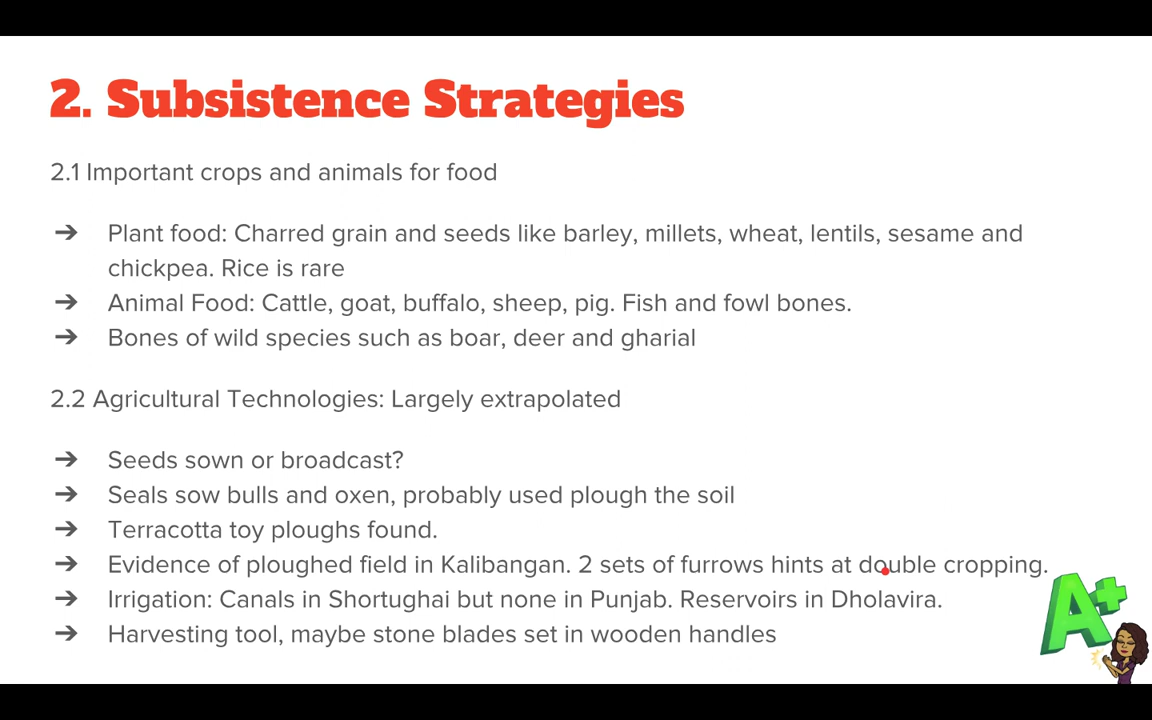 2. Subsistence Strategies
2.1 Important crops and animals for food
➔ Plant food: Charred grain and seeds like barley, millets, wheat, lentils, sesame and
chickpea. Rice is rare
➔ Animal Food: Cattle, goat, buffalo, sheep, pig. Fish and fowl bones.
➔ Bones of wild species such as boar, deer and gharial
2.2 Agricultural Technologies: Largely extrapolated
➔ Seeds sown or broadcast?
➔ Seals sow bulls and oxen, probably used plough the soil
➔ Terracotta toy ploughs found.
➔ Evidence of ploughed field in Kalibangan. 2 sets of furrows hints at double cropping.
➔ Irrigation: Canals in Shortughai but none in Punjab. Reservoirs in Dholavira.
➔ Harvesting tool, maybe stone blades set in wooden handles
A+